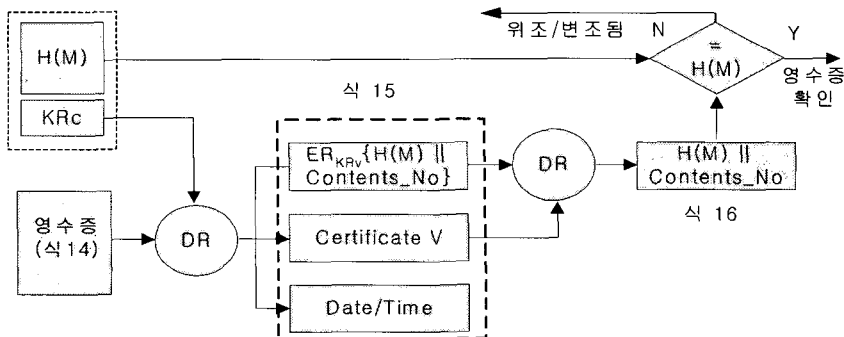 위조/변조됨
N
Y
=
H(M)
영수증
확인
H(M)
KRc
식 15
ER_KRv{H(M) ||
Contents_No}
DR
H(M) ||
Contents_No
식 16
영수증
(식14)
DR
Certificate V
Date/Time